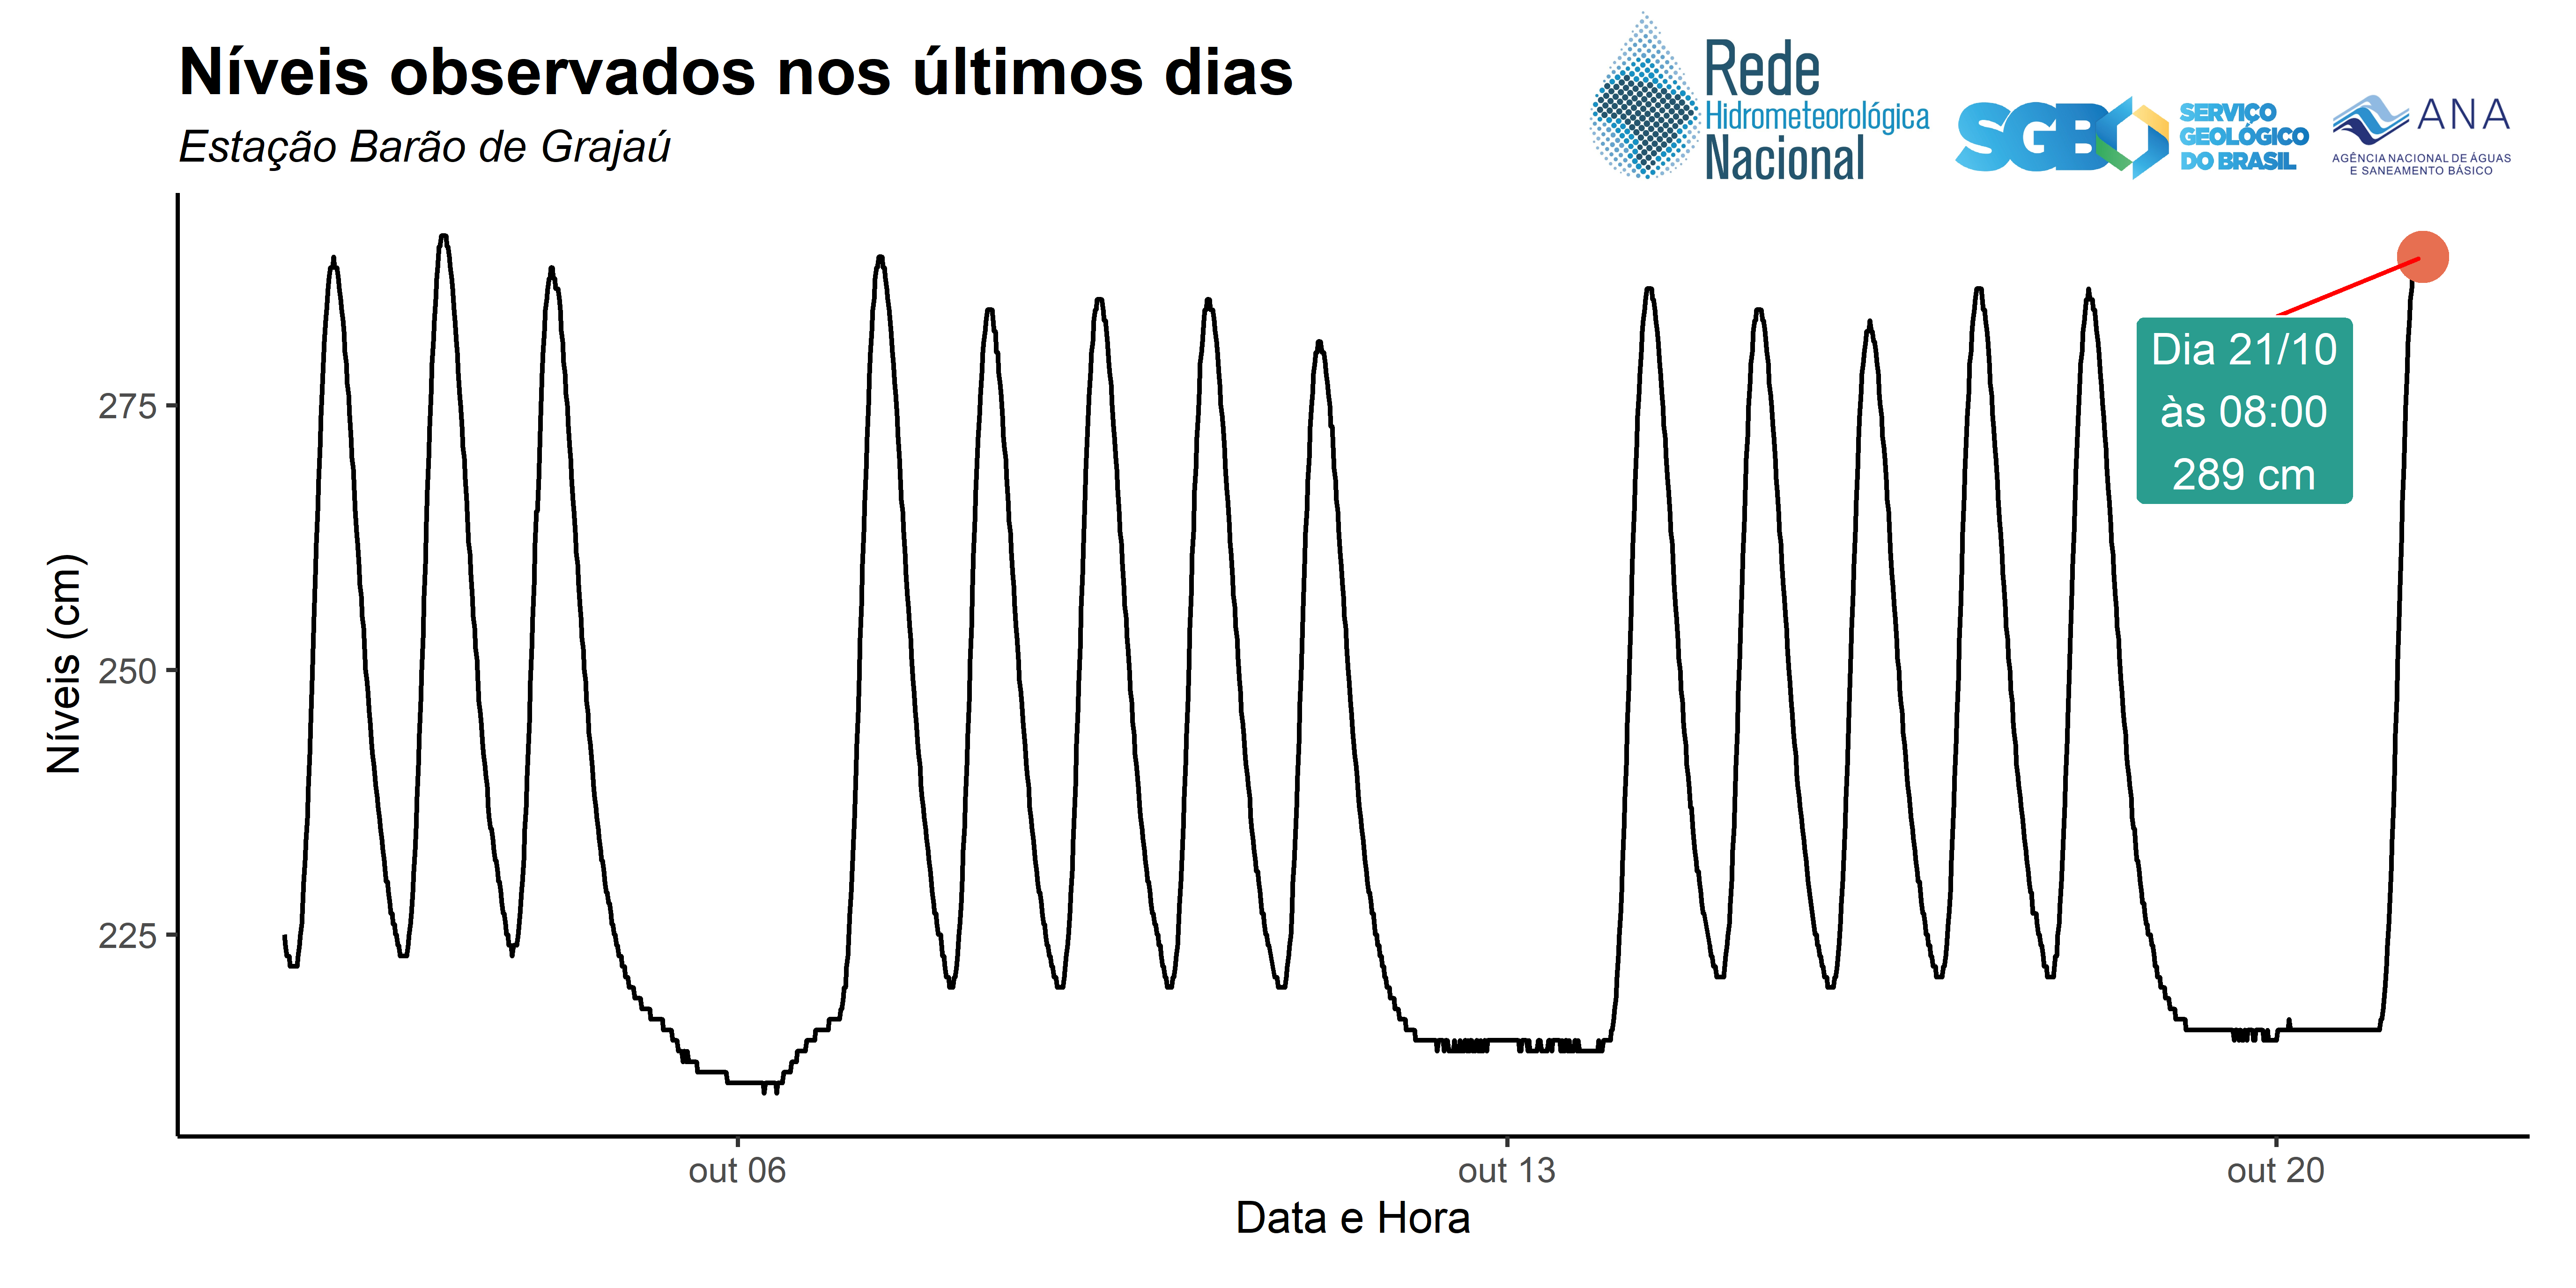 Níveis observados nos últimos dias
Estação Barão de Grajaú
Rede
Hidrometeorológica
Nacional
SGB
SERVIÇO
GEOLÓGICO
DO BRASIL
ANA
AGÊNCIA NACIONAL DE ÁGUAS
E SANEAMENTO BÁSICO
Níveis (cm)
275
250
225
Dia 21/10
às 08:00
289 cm
out 06
out 13
out 20
Data e Hora